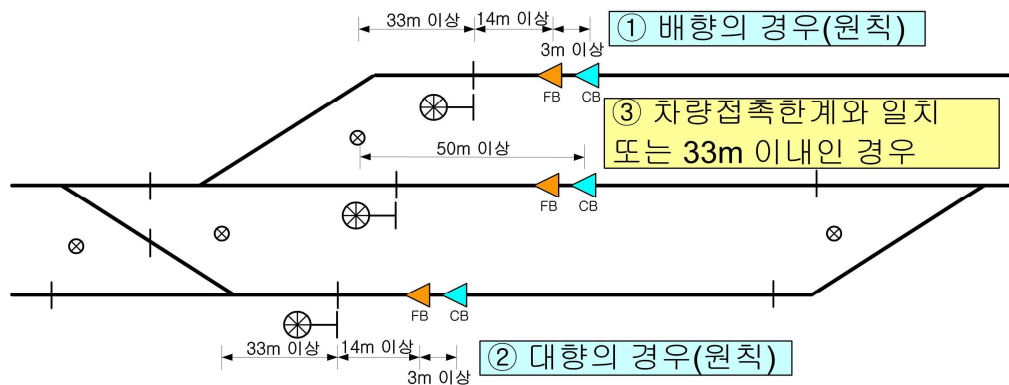 33m 이상
14m 이상
① 배향의 경우(원칙)
3m 이상
FB
CB
③ 차량접촉한계와 일치
또는 33m 이내인 경우
50m 이상
FB
CB
FB
CB
33m 이상
14m 이상
② 대향의 경우(원칙)
3m 이상